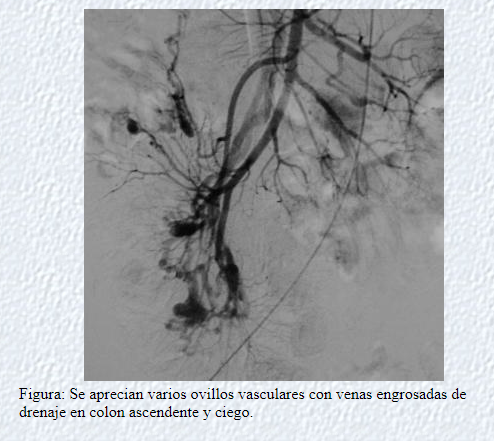 Figura: Se aprecian varios ovillos vasculares con venas engrosadas de
drenaje en colon ascendente y ciego.